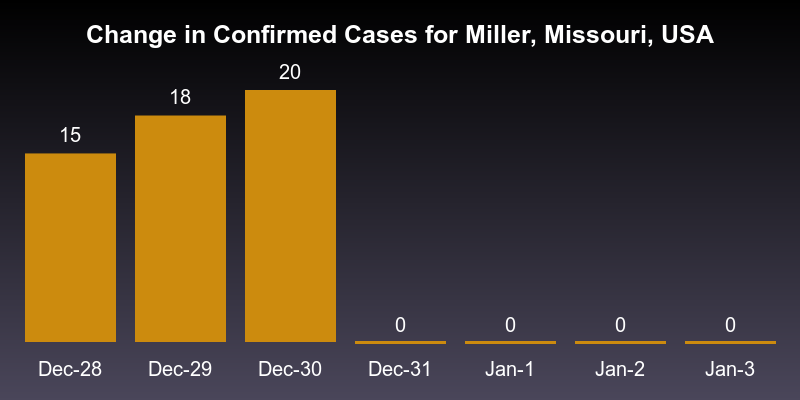 Change in Confirmed Cases for Miller, Missouri, USA
20
18
15
0 0 0 0
Dec-28 Dec-29 Dec-30 Dec-31 Jan-1 Jan-2 Jan-3